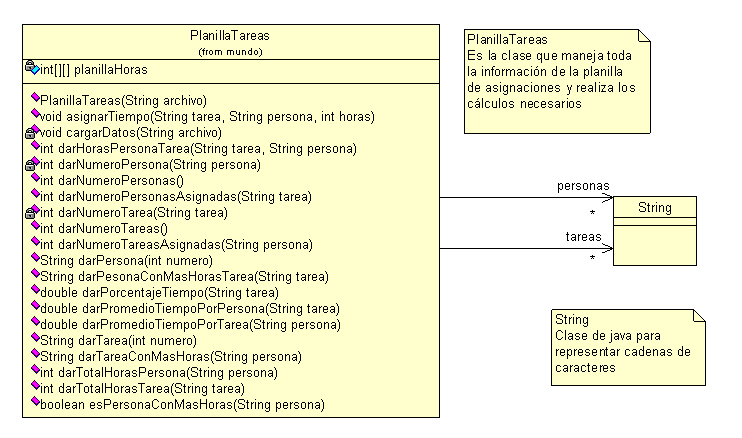 PlanillaTareas
(from mundo)
int[][] planillaHoras
PlanillaTareas(String archivo)
void asignarTiempo(String tarea, String persona, int horas)
void cargarDatos(String archivo)
int darHorasPersonaTarea(String tarea, String persona)
int darNumeroPersona(String persona)
int darNumeroPersonas()
int darNumeroPersonasAsignadas(String tarea)
int darNumeroTarea(String tarea)
int darNumeroTareas()
int darNumeroTareasAsignadas(String persona)
String darPersona(int numero)
String darPesonaConMasHorasTarea(String tarea)
double darPorcentajeTiempo(String tarea)
double darPromedioTiempoPorPersona(String tarea)
double darPromedioTiempoPorTarea(String persona)
String darTarea(int numero)
String darTareaConMasHoras(String persona)
int darTotalHorasPersona(String persona)
int darTotalHorasTarea(String tarea)
boolean esPersonaConMasHoras(String persona)
PlanillaTareas
Es la clase que maneja toda
la información de la planilla
de asignaciones y realiza los
cálculos necesarios
personas
*
String
tareas
*
String
Clase de java para
representar cadenas de
caracteres